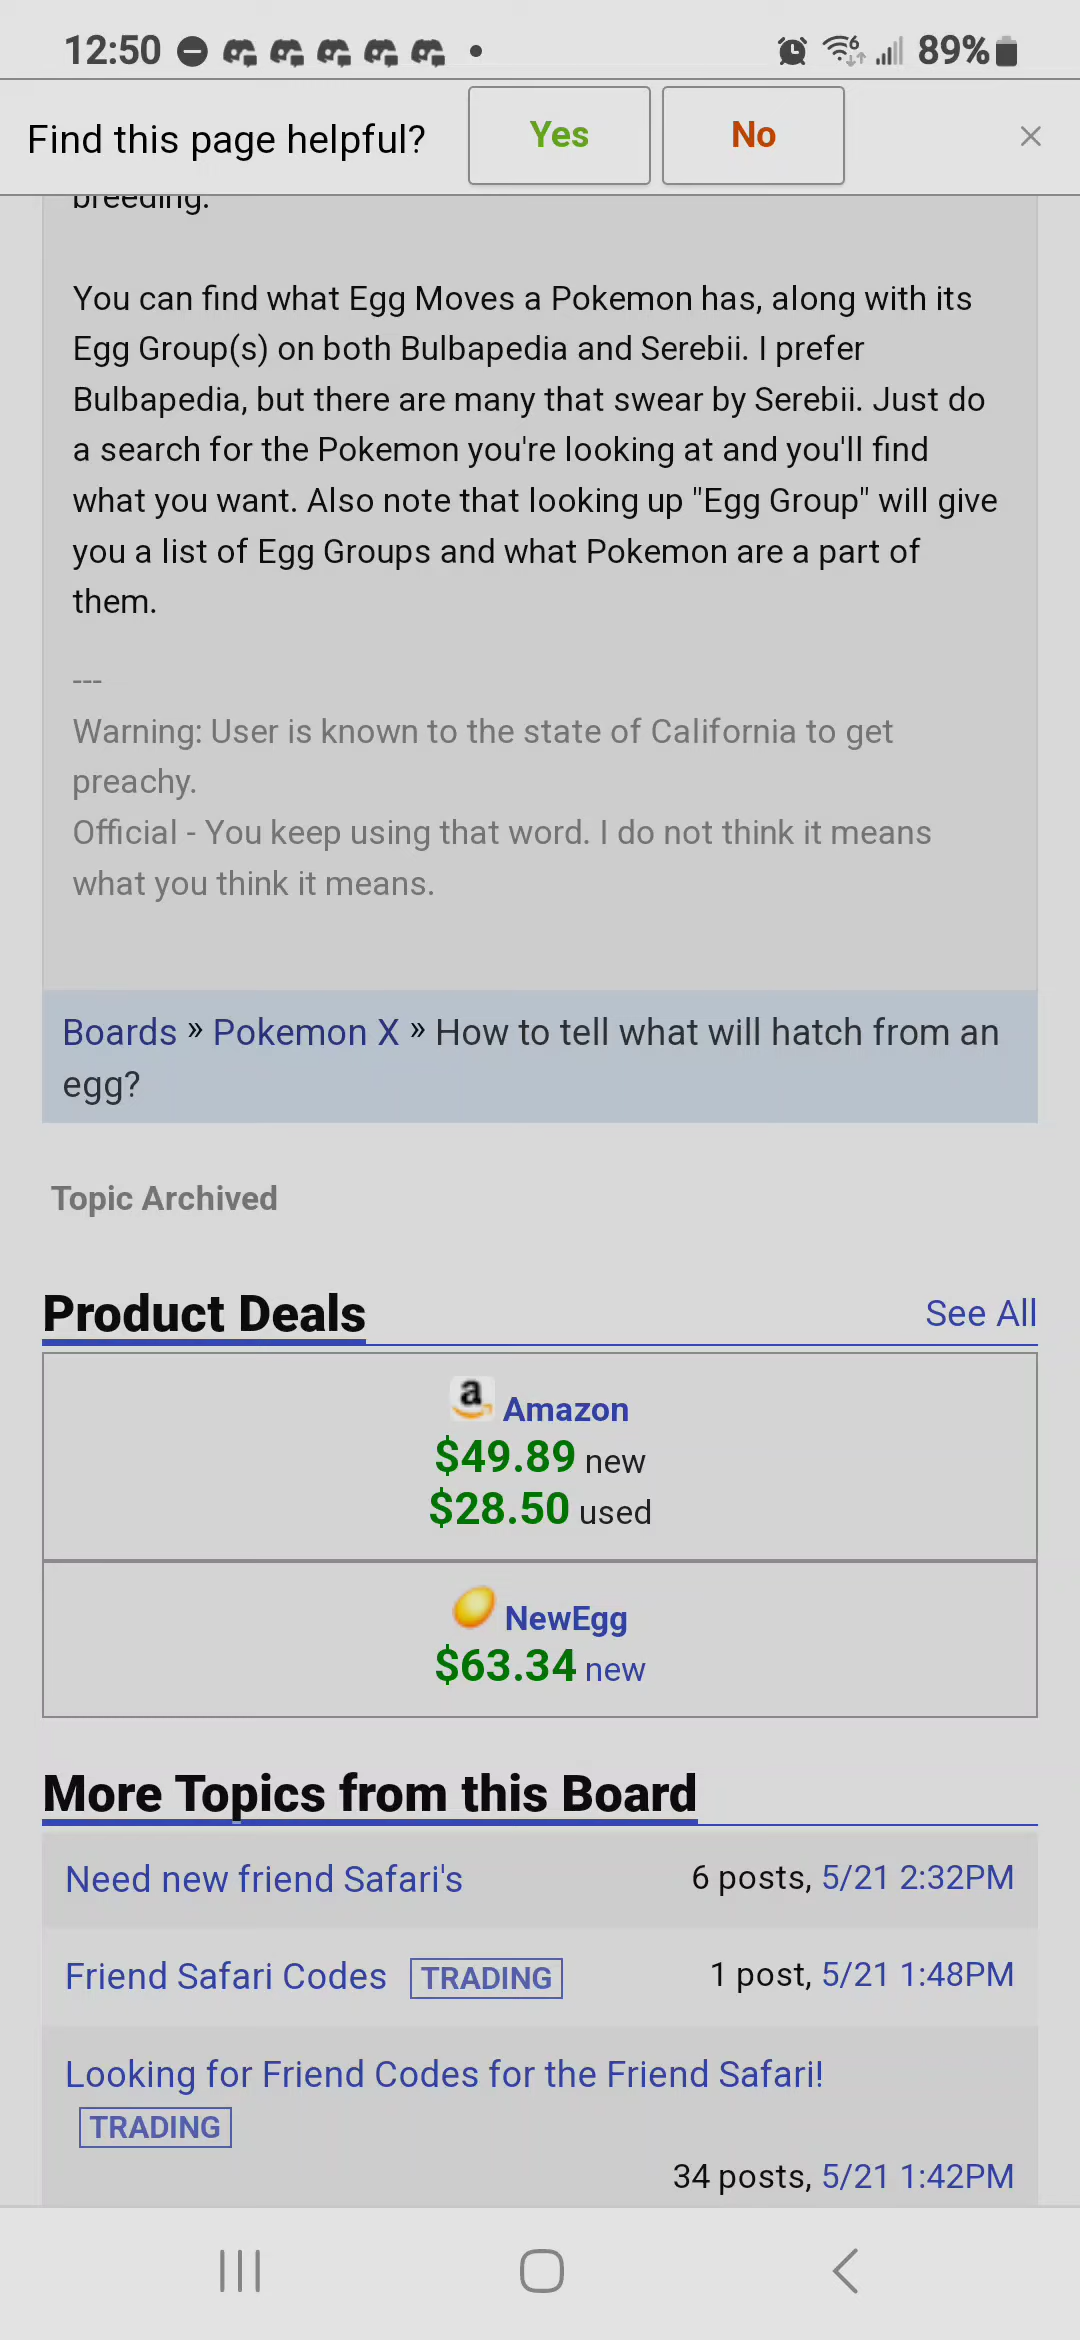 12:50
6
89%
Find this page helpful?
Yes
No
breeding.
You can find what Egg Moves a Pokemon has, along with its
Egg Group(s) on both Bulbapedia and Serebii. I prefer
Bulbapedia, but there are many that swear by Serebii. Just do
a search for the Pokemon you're looking at and you'll find
what you want. Also note that looking up "Egg Group" will give
you a list of Egg Groups and what Pokemon are a part of
them.
---
Warning: User is known to the state of California to get
preachy.
Official - You keep using that word. I do not think it means
what you think it means.
Boards » Pokemon X » How to tell what will hatch from an
egg?
Topic Archived
Product Deals
See All
Amazon
$49.89 new
$28.50 used
NewEgg
$63.34 new
More Topics from this Board
Need new friend Safari's 6 posts, 5/21 2:32PM
Friend Safari Codes TRADING 1 post, 5/21 1:48PM
Looking for Friend Codes for the Friend Safari!
TRADING
34 posts, 5/21 1:42PM